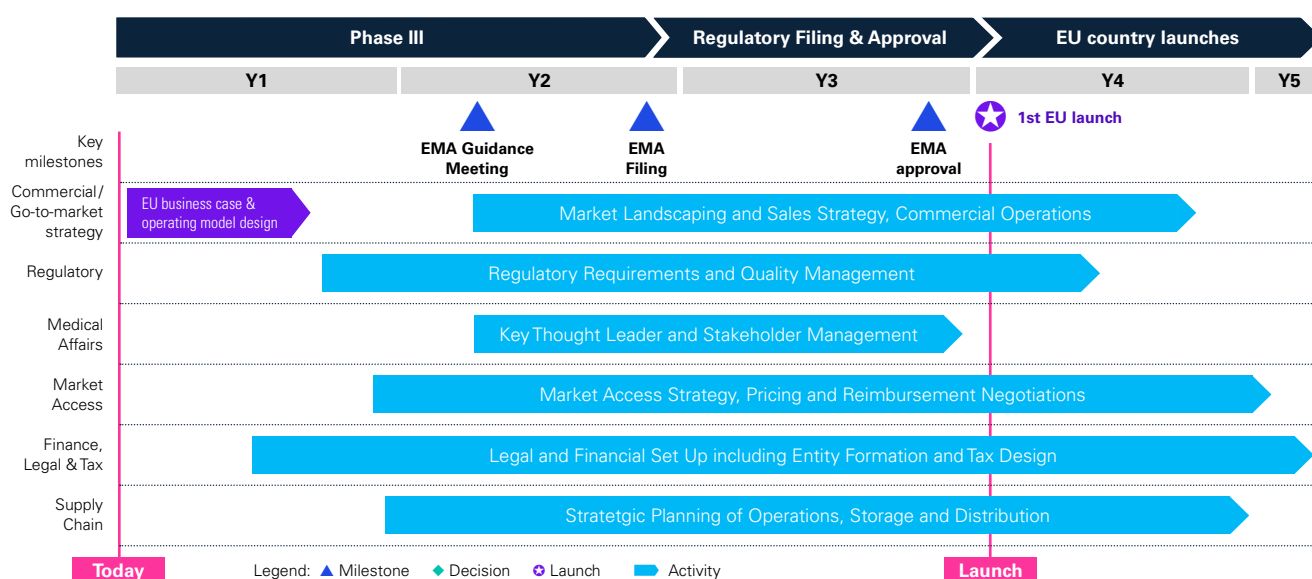 Phase III
Regulatory Filing & Approval
EU country launches
Y1
Y2
Y3
Y4
Y5
1st EU launch
Key
milestones
EMA Guidance
Meeting
EMA
Filing
EMA
approval
Commercial/
Go-to-market
strategy
EU business case &
operating model design
Market Landscaping and Sales Strategy, Commercial Operations
Regulatory
Regulatory Requirements and Quality Management
Medical
Affairs
Key Thought Leader and Stakeholder Management
Market
Access
Market Access Strategy, Pricing and Reimbursement Negotiations
Finance,
Legal & Tax
Legal and Financial Set Up including Entity Formation and Tax Design
Supply
Chain
Stratetgic Planning of Operations, Storage and Distribution
Today
Legend:
Milestone
Decision
Launch
Activity
Launch